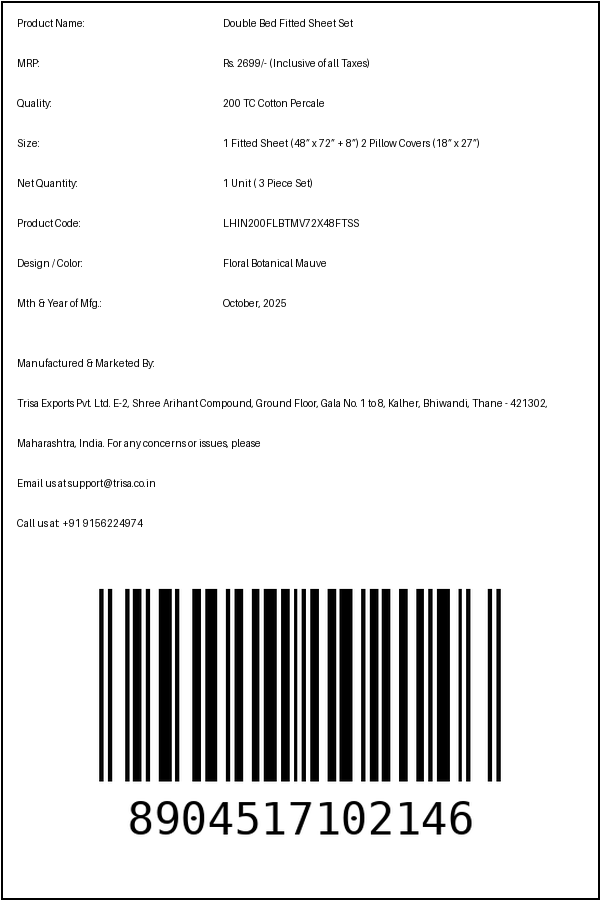 Product Name: Double Bed Fitted Sheet Set
MRP: Rs. 2699/- (Inclusive of all Taxes)
Quality: 200 TC Cotton Percale
Size: 1 Fitted Sheet (48” x 72” + 8”) 2 Pillow Covers (18” x 27”)
Net Quantity: 1 Unit ( 3 Piece Set)
Product Code: LHIN200FLBTMV72X48FTSS
Design / Color: Floral Botanical Mauve
Mth & Year of Mfg.: October, 2025
Manufactured & Marketed By:
Trisa Exports Pvt. Ltd. E-2, Shree Arihant Compound, Ground Floor, Gala No. 1 to 8, Kalher, Bhiwandi, Thane - 421302,
Maharashtra, India. For any concerns or issues, please
Email us at support@trisa.co.in
Call us at: +91 9156224974
8904517102146